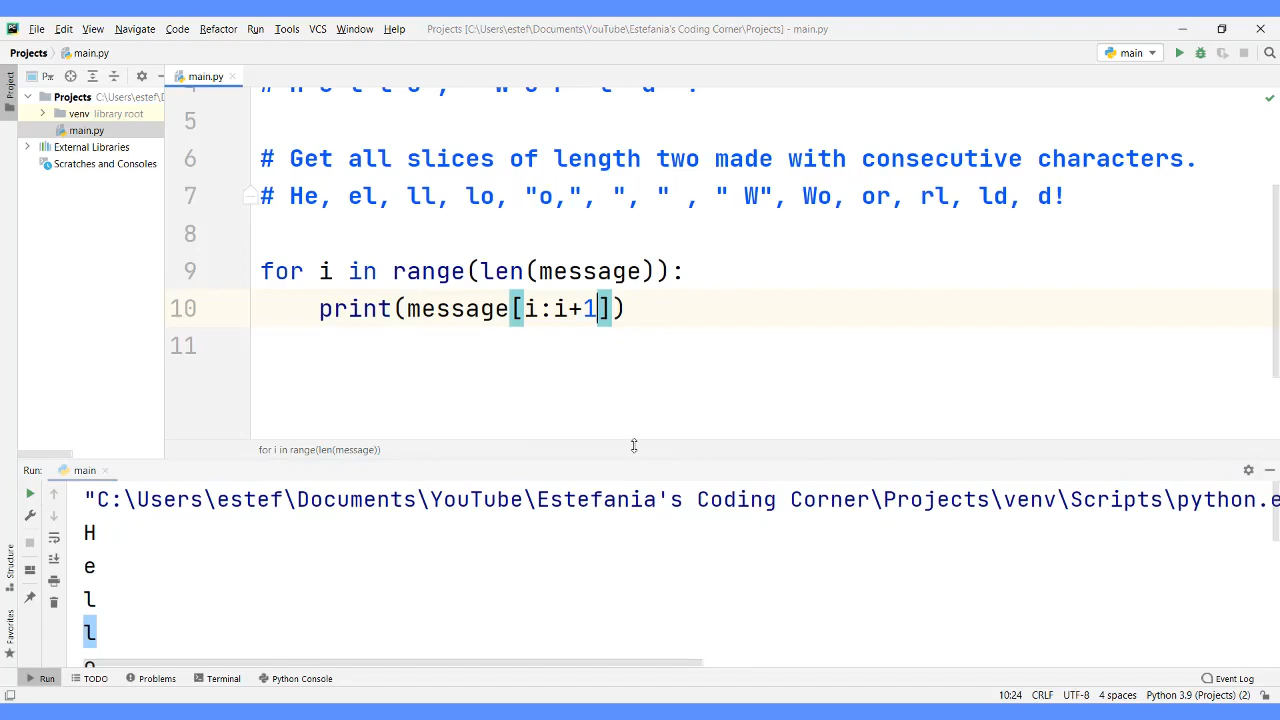 File Edit View Navigate Code Refactor Run Tools VCS Window Help Projects [C:\Users\estef\Documents\YouTube\Estefania's Coding Corner\Projects] - main.py
Projects main.py main
Project
Projects C:\Users\estef\D
venv library root
main.py
External Libraries
Scratches and Consoles
main.py
5
6 # Get all slices of length two made with consecutive characters.
7 # He, el, ll, lo, "o,", ", " , " W", Wo, or, rl, ld, d!
8
9 for i in range(len(message)):
10 print(message[i:i+1])
11
for i in range(len(message))
Run: main
"C:\Users\estef\Documents\YouTube\Estefania's Coding Corner\Projects\venv\Scripts\python.e
H
e
l
l
Structure
Favorites
Run TODO Problems Terminal Python Console Event Log
10:24 CRLF UTF-8 4 spaces Python 3.9 (Projects) (2)